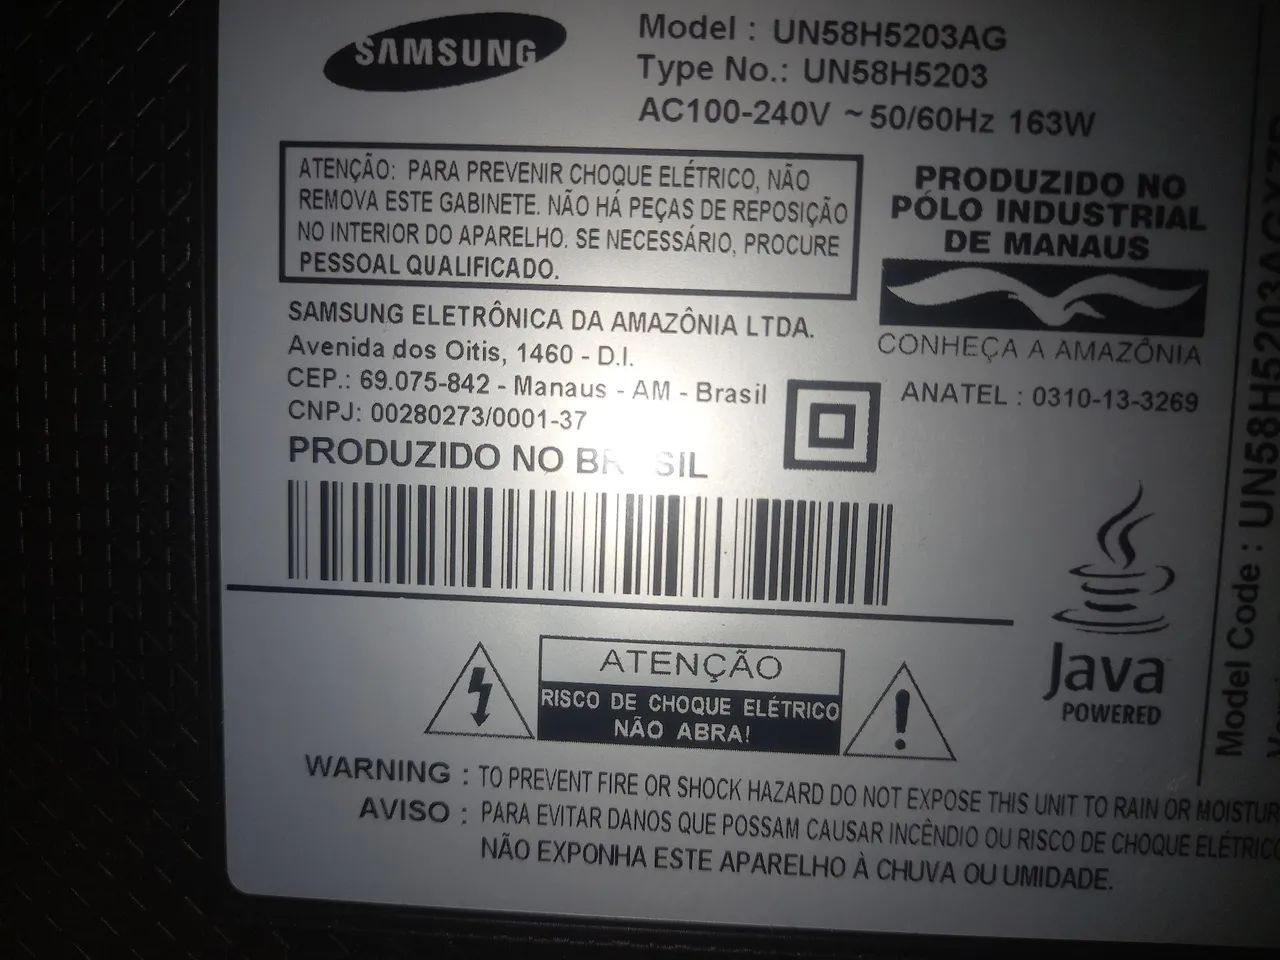 SAMSUNG
Model : UN58H5203AG
Type No.: UN58H5203
AC100-240V ~ 50/60Hz 163W
ATENÇÃO: PARA PREVENIR CHOQUE ELÉTRICO, NÃO
REMOVA ESTE GABINETE. NÃO HÁ PEÇAS DE REPOSIÇÃO
NO INTERIOR DO APARELHO. SE NECESSÁRIO, PROCURE
PESSOAL QUALIFICADO.
PRODUZIDO NO
PÓLO INDUSTRIAL
DE MANAUS
CONHEÇA A AMAZÔNIA
SAMSUNG ELETRÔNICA DA AMAZÔNIA LTDA.
Avenida dos Oitis, 1460 - D.I.
CEP.: 69.075-842 - Manaus - AM - Brasil
CNPJ: 00280273/0001-37
PRODUZIDO NO BRASIL
ANATEL : 0310-13-3269
Java
POWERED
ATENÇÃO
RISCO DE CHOQUE ELÉTRICO
NÃO ABRA!
WARNING : TO PREVENT FIRE OR SHOCK HAZARD DO NOT EXPOSE THIS UNIT TO RAIN OR MOISTUR
AVISO : PARA EVITAR DANOS QUE POSSAM CAUSAR INCÊNDIO OU RISCO DE CHOQUE ELÉTRIC
NÃO EXPONHA ESTE APARELHO À CHUVA OU UMIDADE.
Model Code : UN58H5203AGXZD